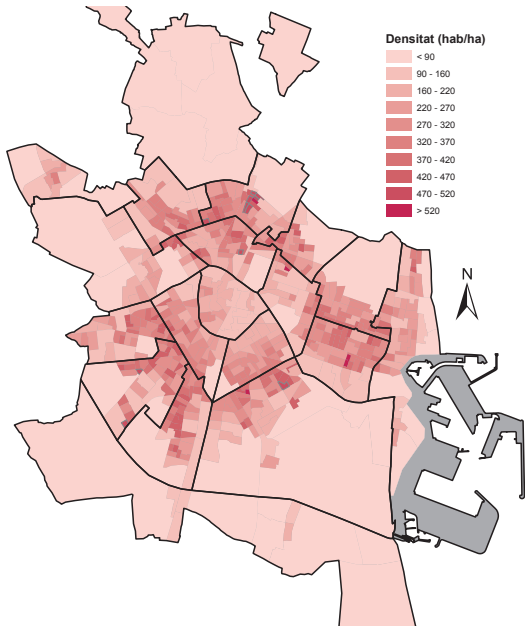 Densitat (hab/ha)
< 90
90 - 160
160 - 220
220 - 270
270 - 320
320 - 370
370 - 420
420 - 470
470 - 520
> 520
N